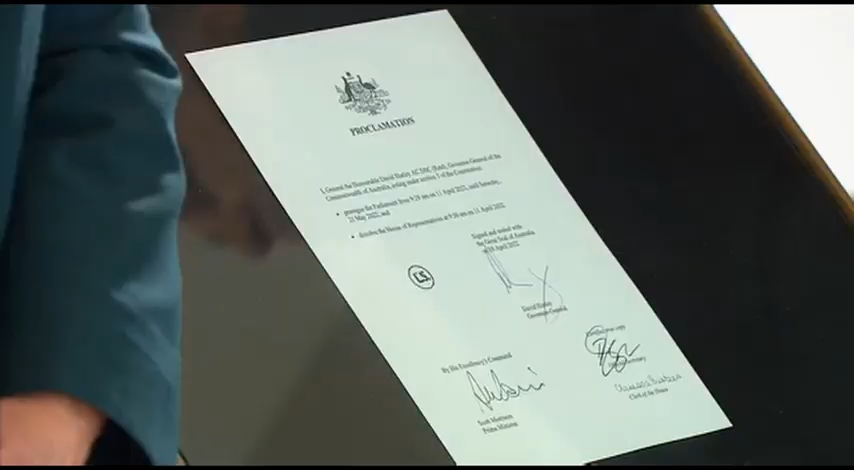 PROCLAMATION
I, General the Honourable David Hurley AC DSC (Retd), Governor-General of the
Commonwealth of Australia, acting under section 5 of the Constitution:
• prorogue the Parliament from 9:29 am on 11 April 2022, until Saturday,
21 May 2022; and
• dissolve the House of Representatives at 9:30 am on 11 April 2022.
Signed and sealed with
the Great Seal of Australia
on 10 April 2022
L.S.
David Hurley
Governor-General
By His Excellency's Command
Scott Morrison
Prime Minister
certified true copy
Clerk of the House